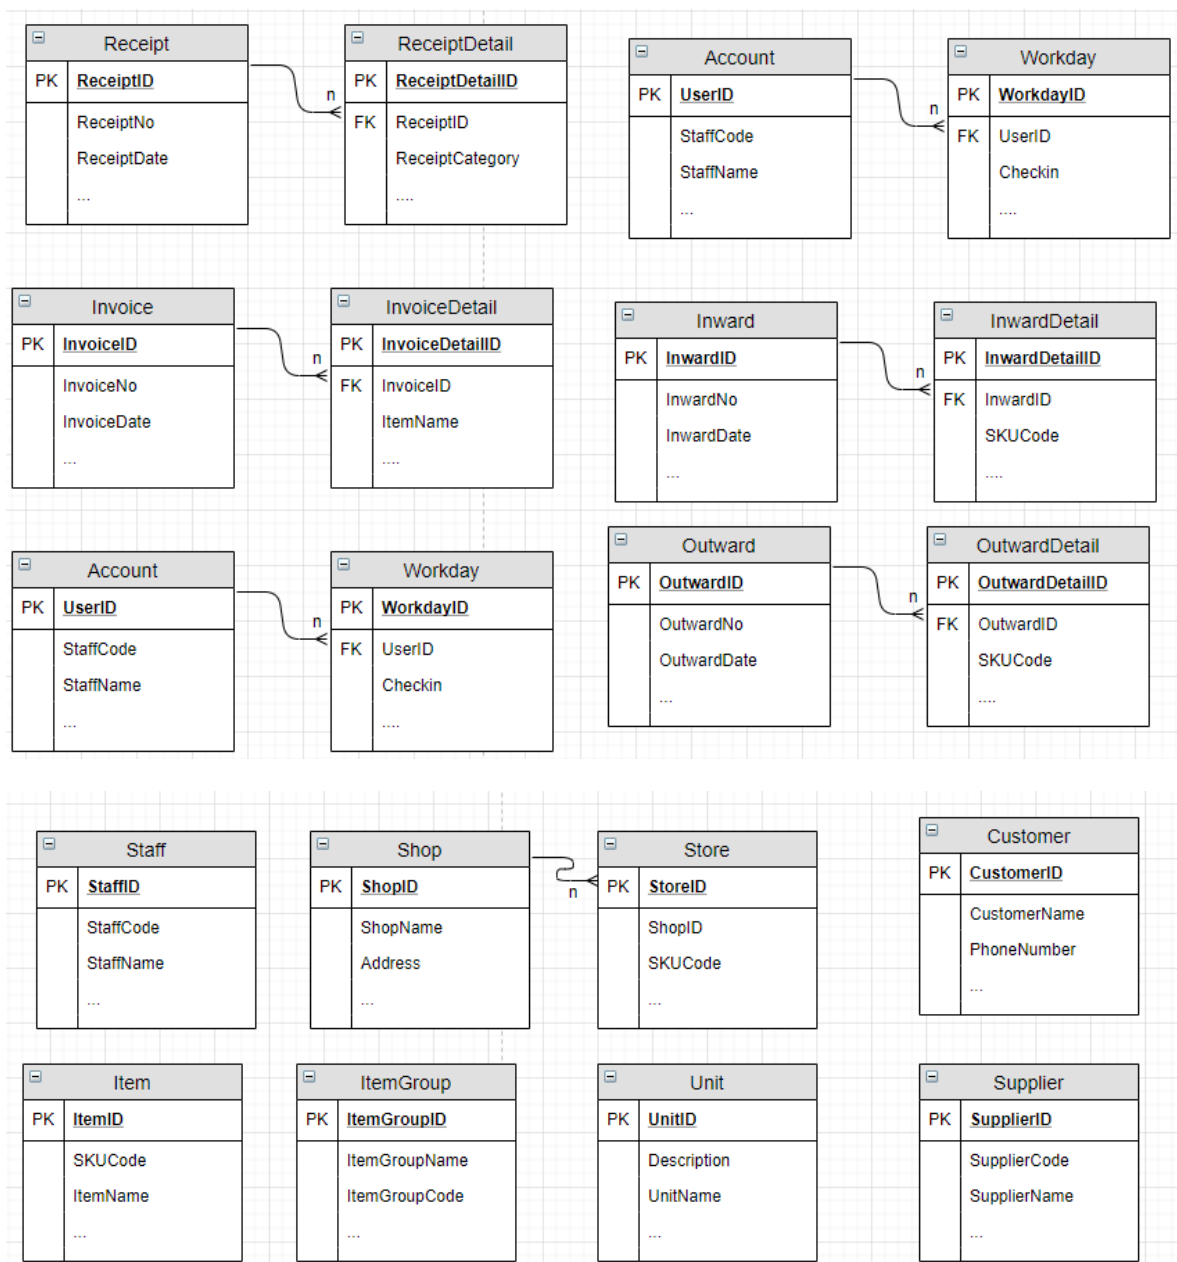 Receipt
PK ReceiptID
ReceiptNo
ReceiptDate
...
n
ReceiptDetail
PK ReceiptDetailID
FK ReceiptID
ReceiptCategory
....
Account
PK UserID
StaffCode
StaffName
...
n
Workday
PK WorkdayID
FK UserID
Checkin
....
Invoice
PK InvoiceID
InvoiceNo
InvoiceDate
...
n
InvoiceDetail
PK InvoiceDetailID
FK InvoiceID
ItemName
....
Inward
PK InwardID
InwardNo
InwardDate
...
n
InwardDetail
PK InwardDetailID
FK InwardID
SKUCode
....
Account
PK UserID
StaffCode
StaffName
...
n
Workday
PK WorkdayID
FK UserID
Checkin
....
Outward
PK OutwardID
OutwardNo
OutwardDate
...
n
OutwardDetail
PK OutwardDetailID
FK OutwardID
SKUCode
....
Staff
PK StaffID
StaffCode
StaffName
...
Shop
PK ShopID
ShopName
Address
...
n
Store
PK StoreID
ShopID
SKUCode
...
Customer
PK CustomerID
CustomerName
PhoneNumber
...
Item
PK ItemID
SKUCode
ItemName
...
ItemGroup
PK ItemGroupID
ItemGroupName
ItemGroupCode
...
Unit
PK UnitID
Description
UnitName
...
Supplier
PK SupplierID
SupplierCode
SupplierName
...